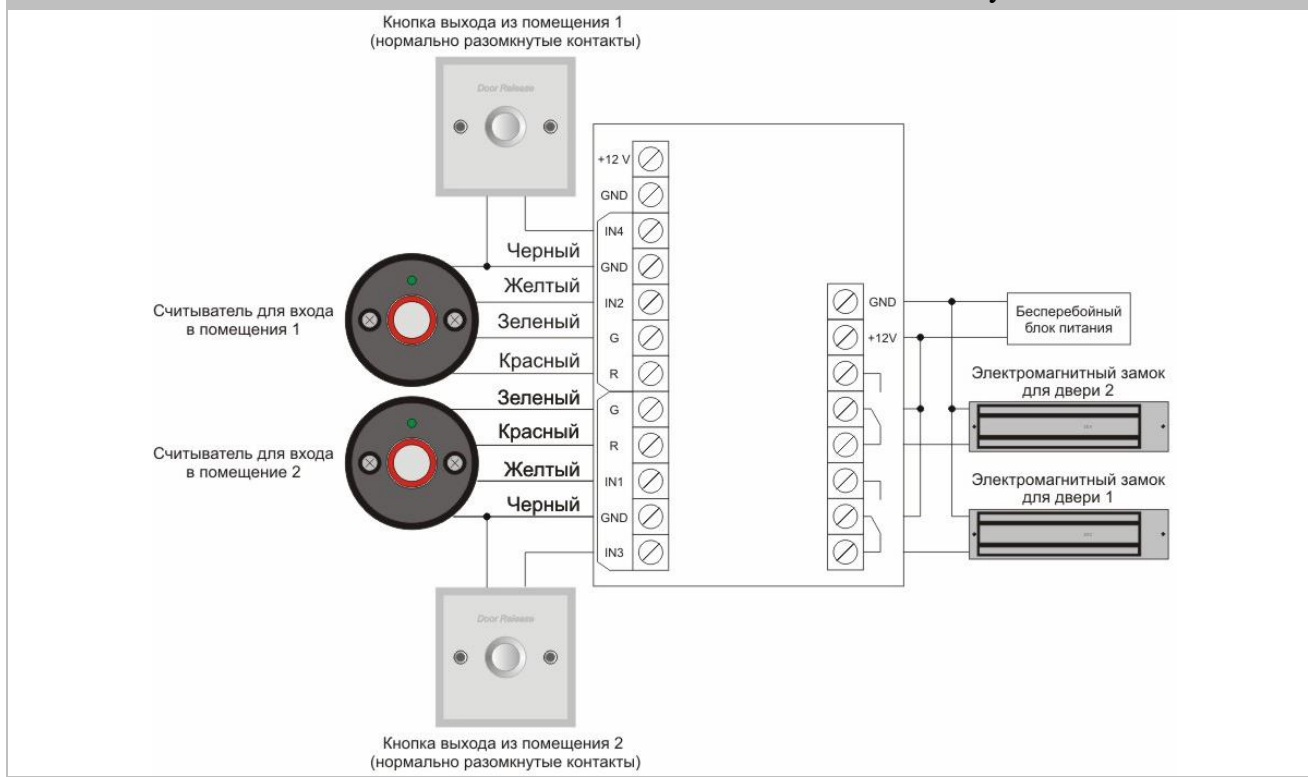 Кнопка выхода из помещения 1
(нормально разомкнутые контакты)
Door Release
+12 V
GND
IN4
Черный
GND
Желтый
IN2
Зеленый
G
Красный
R
Считыватель для входа
в помещения 1
Зеленый
G
Красный
R
Желтый
IN1
Черный
GND
IN3
Считыватель для входа
в помещение 2
GND
+12V
Бесперебойный
блок питания
Электромагнитный замок
для двери 2
Электромагнитный замок
для двери 1
Door Release
Кнопка выхода из помещения 2
(нормально разомкнутые контакты)